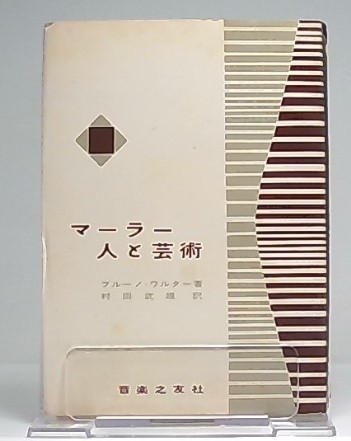 マーラー
人と芸術
ブルーノ・ワルター著
村田武雄訳
音楽之友社